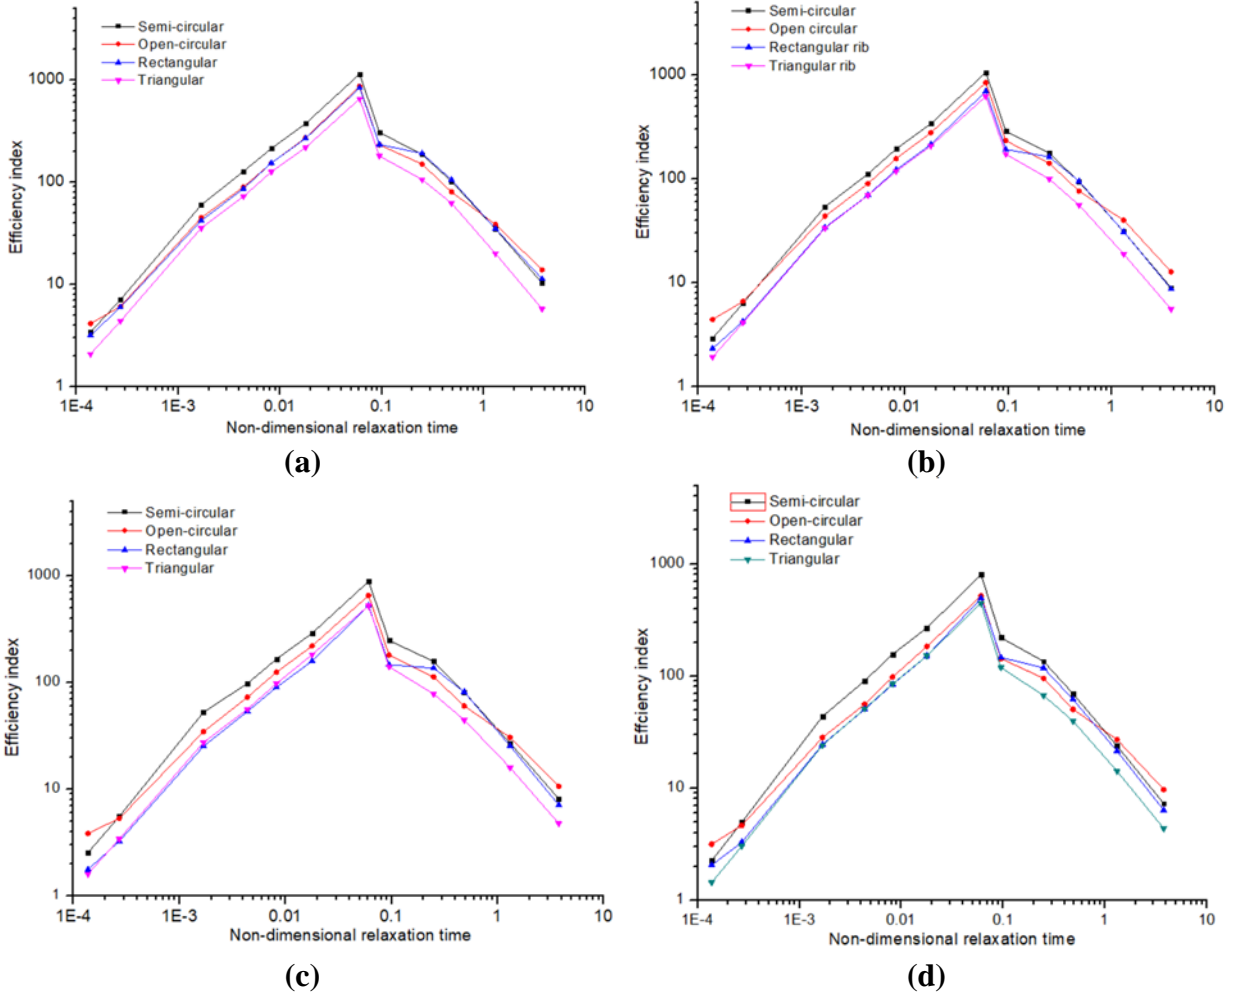 Semi-circular
Open-circular
Rectangular
Triangular
1000
100
10
1
Efficiency index
1E-4
1E-3
0.01
0.1
1
10
Non-dimensional relaxation time
(a)
Semi-circular
Open circular
Rectangular rib
Triangular rib
1000
100
10
1
Efficiency index
1E-4
1E-3
0.01
0.1
1
10
Non-dimensional relaxation time
(b)
Semi-circular
Open-circular
Rectangular
Triangular
1000
100
10
1
Efficiency index
1E-4
1E-3
0.01
0.1
1
10
Non-dimensional relaxation time
(c)
Semi-circular
Open-circular
Rectangular
Triangular
1000
100
10
1
Efficiency index
1E-4
1E-3
0.01
0.1
1
10
Non-dimensional relaxation time
(d)